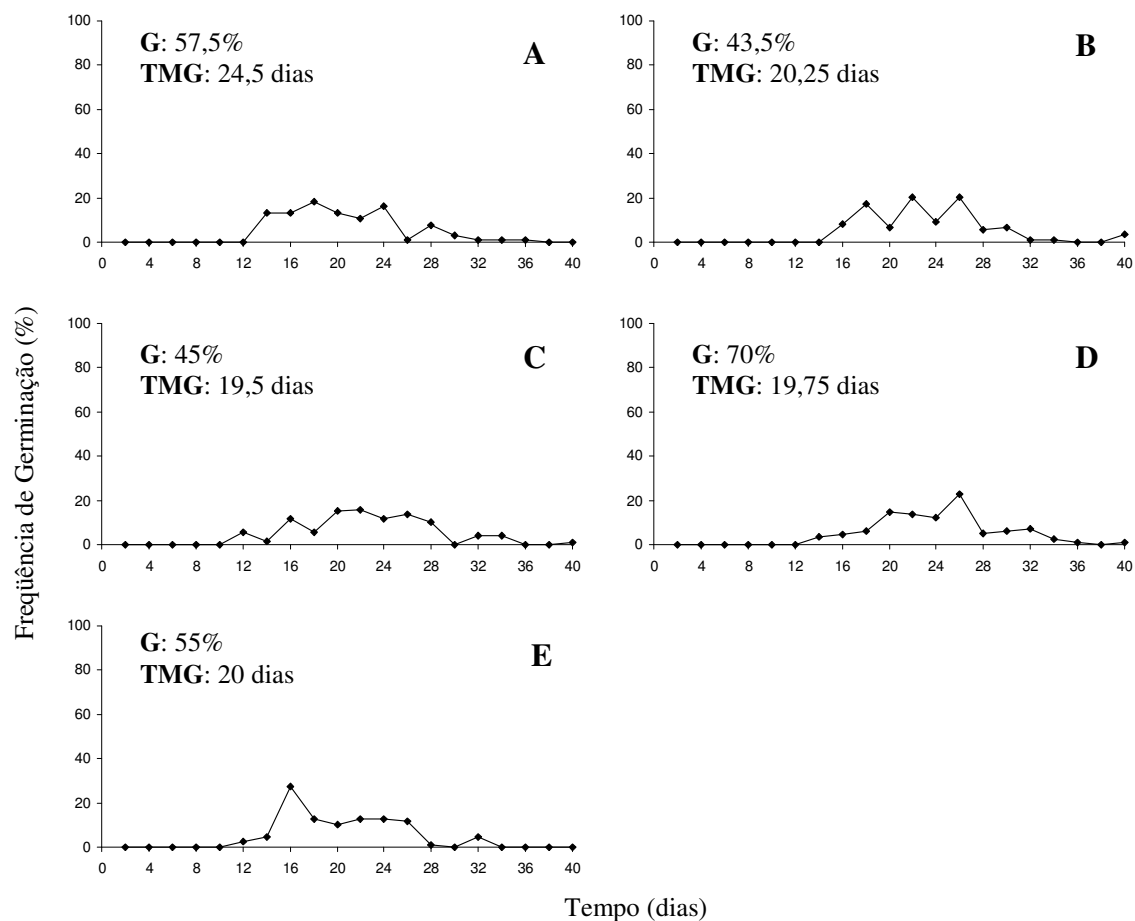 G: 57,5%
TMG: 24,5 dias
A
100
80
60
40
20
0
0 4 8 12 16 20 24 28 32 36 40
G: 43,5%
TMG: 20,25 dias
B
100
80
60
40
20
0
0 4 8 12 16 20 24 28 32 36 40
G: 45%
TMG: 19,5 dias
C
100
80
60
40
20
0
0 4 8 12 16 20 24 28 32 36 40
G: 70%
TMG: 19,75 dias
D
100
80
60
40
20
0
0 4 8 12 16 20 24 28 32 36 40
G: 55%
TMG: 20 dias
E
100
80
60
40
20
0
0 4 8 12 16 20 24 28 32 36 40
Freqüência de Germinação (%)
Tempo (dias)